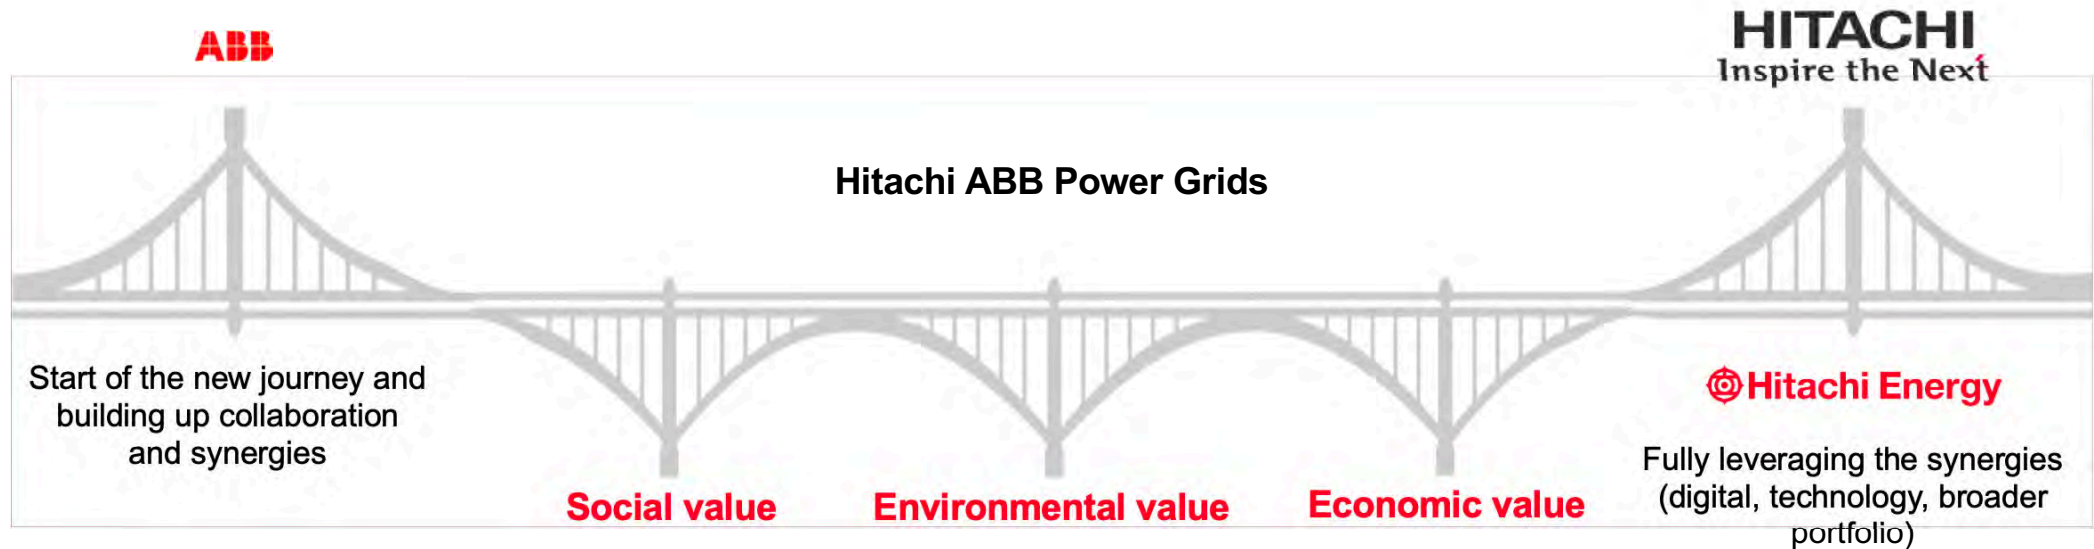 ABB
HITACHI
Inspire the Next
Hitachi ABB Power Grids
Start of the new journey and
building up collaboration
and synergies
Social value
Environmental value
Economic value
Hitachi Energy
Fully leveraging the synergies
(digital, technology, broader
portfolio)